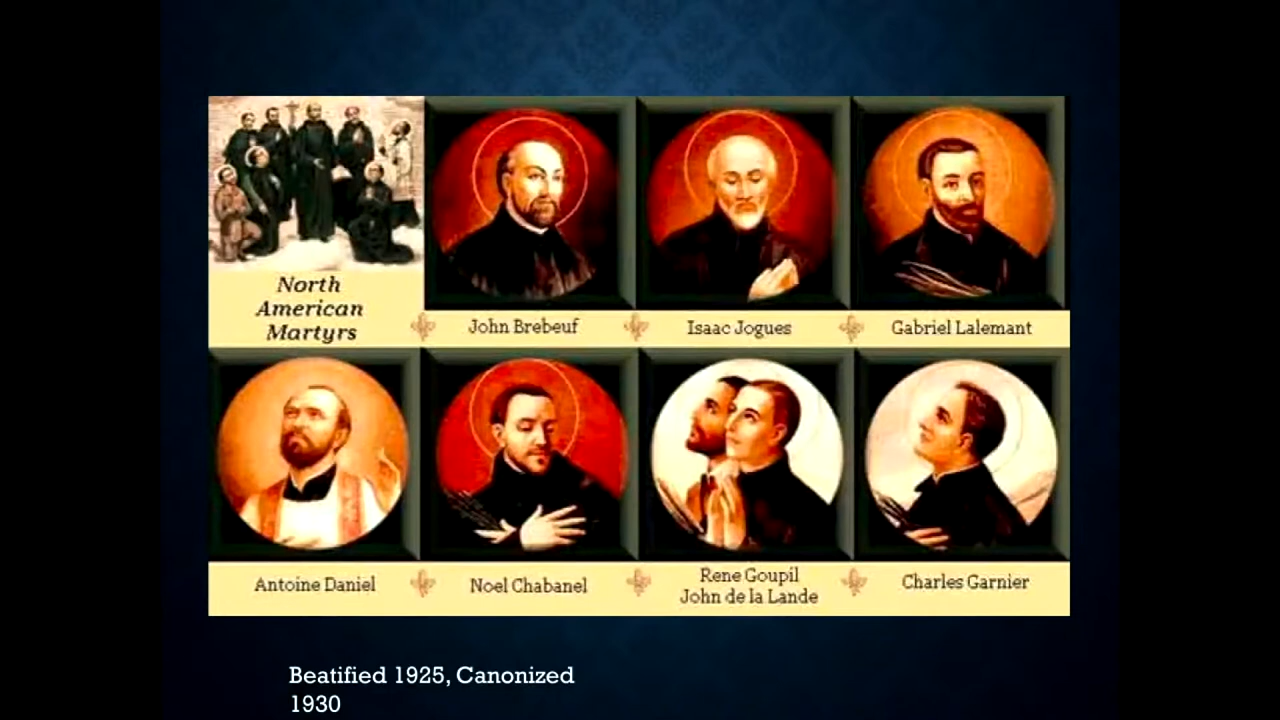 North
American
Martyrs
John Brebeuf
Isaac Jogues
Gabriel Lalemant
Antoine Daniel
Noel Chabanel
Rene Goupil
John de la Lande
Charles Garnier
Beatified 1925, Canonized
1930